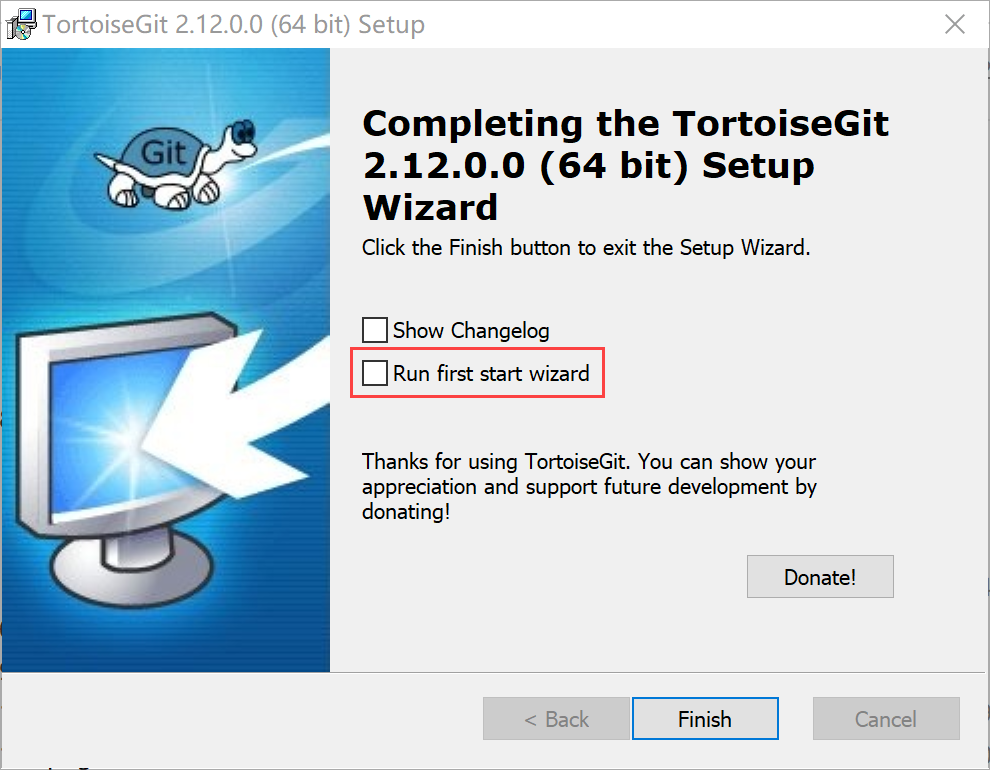 TortoiseGit 2.12.0.0 (64 bit) Setup
Git
Completing the TortoiseGit
2.12.0.0 (64 bit) Setup
Wizard
Click the Finish button to exit the Setup Wizard.
Show Changelog
Run first start wizard
Thanks for using TortoiseGit. You can show your
appreciation and support future development by
donating!
Donate!
< Back
Finish
Cancel